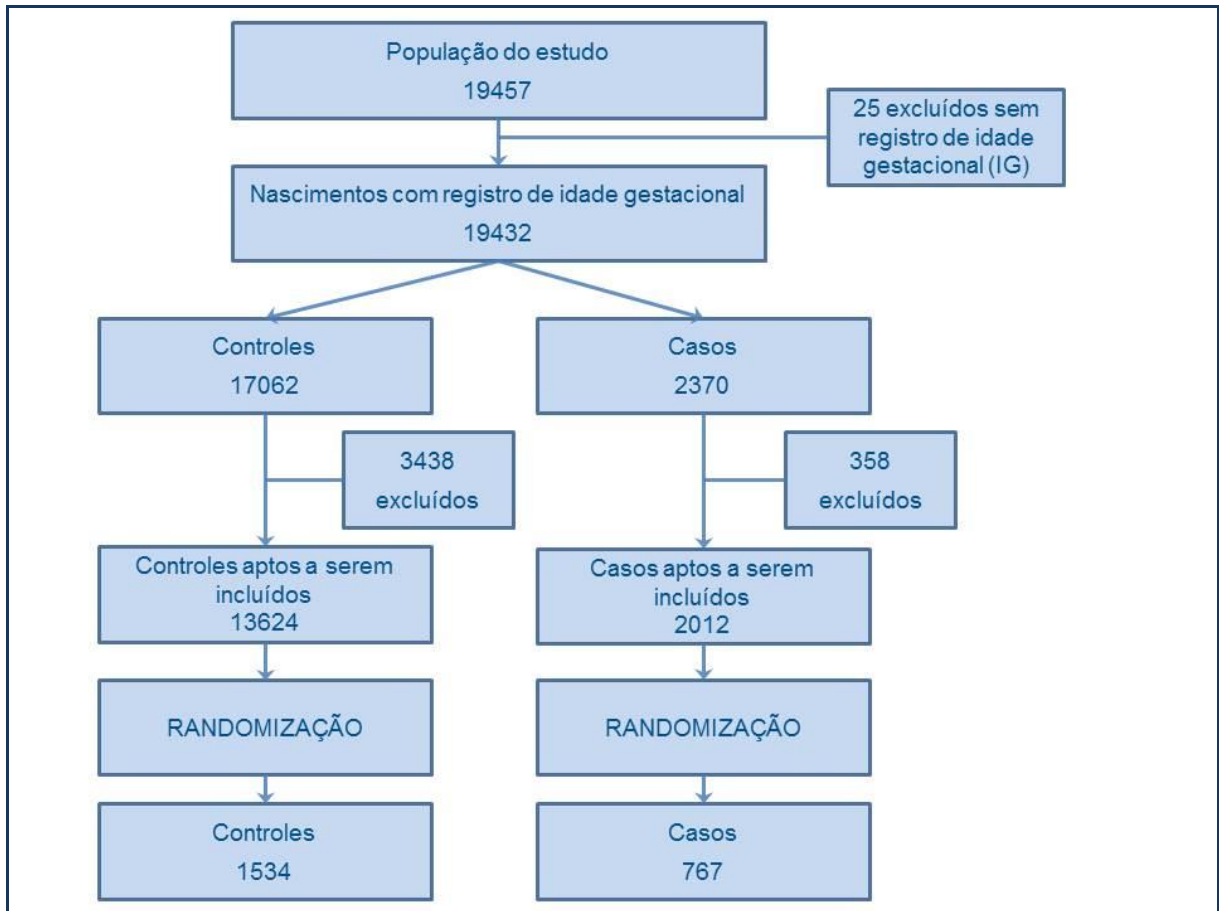 População do estudo
19457
25 excluídos sem
registro de idade
gestacional (IG)
Nascimentos com registro de idade gestacional
19432
Controles
17062
Casos
2370
3438
excluídos
358
excluídos
Controles aptos a serem
incluídos
13624
Casos aptos a serem
incluídos
2012
RANDOMIZAÇÃO
RANDOMIZAÇÃO
Controles
1534
Casos
767